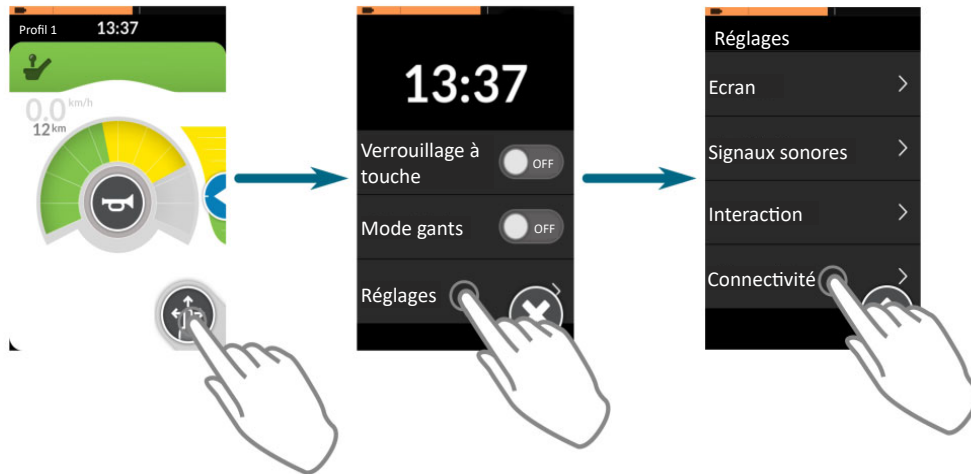 Profil 1 13:37
0.0 km/h
12 km
13:37
Verrouillage à
touche
OFF
Mode gants
OFF
Réglages
Réglages
Ecran
Signaux sonores
Interaction
Connectivité